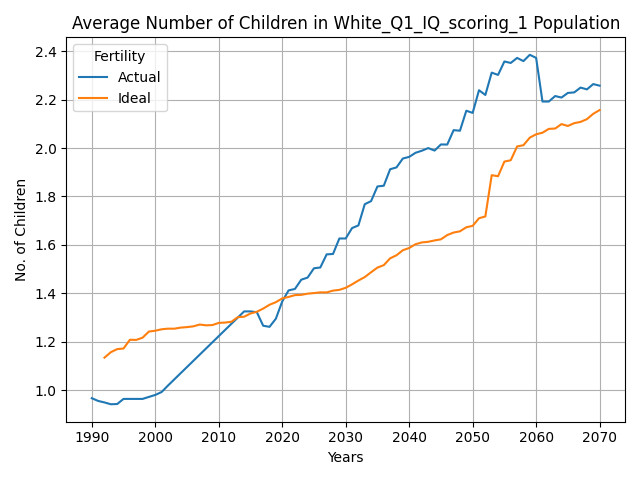 Average Number of Children in White_Q1_IQ_scoring_1 Population
Fertility
Actual
Ideal
No. of Children
2.4
2.2
2.0
1.8
1.6
1.4
1.2
1.0
1990 2000 2010 2020 2030 2040 2050 2060 2070
Years